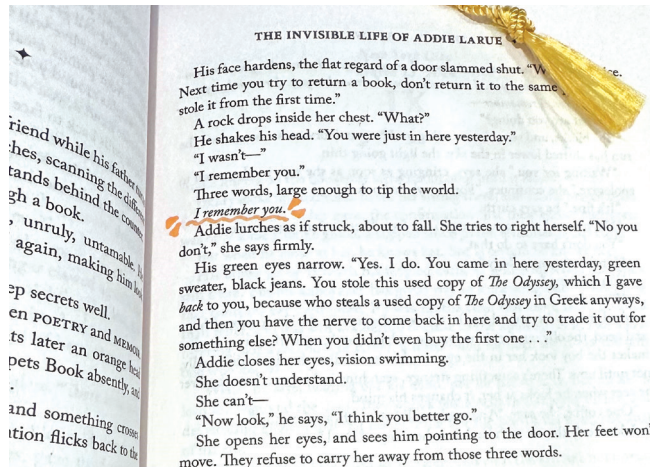 riend while his father
hes, scanning the
tands behind the counter
gh a book.
unruly, untamable.
again, making him
ep secrets well.
en POETRY and MEMOIR
ts later an orange head
pets Book absently, and
and something crosses
tion flicks back to the
THE INVISIBLE LIFE OF ADDIE LARUE
His face hardens, the flat regard of a door slammed shut.
Next time you try to return a book, don't return it to the same
stole it from the first time.”
A rock drops inside her chest. “What?”
He shakes his head. “You were just in here yesterday.”
“I wasn't—”
“I remember you.”
Three words, large enough to tip the world.
I remember you.
Addie lurches as if struck, about to fall. She tries to right herself. “No you
don't,” she says firmly.
His green eyes narrow. “Yes. I do. You came in here yesterday, green
sweater, black jeans. You stole this used copy of The Odyssey, which I gave
back to you, because who steals a used copy of The Odyssey in Greek anyways,
and then you have the nerve to come back in here and try to trade it out for
something else? When you didn't even buy the first one . . .”
Addie closes her eyes, vision swimming.
She doesn't understand.
She can't—
“Now look,” he says, “I think you better go.”
She opens her eyes, and sees him pointing to the door. Her feet won'
move. They refuse to carry her away from those three words.